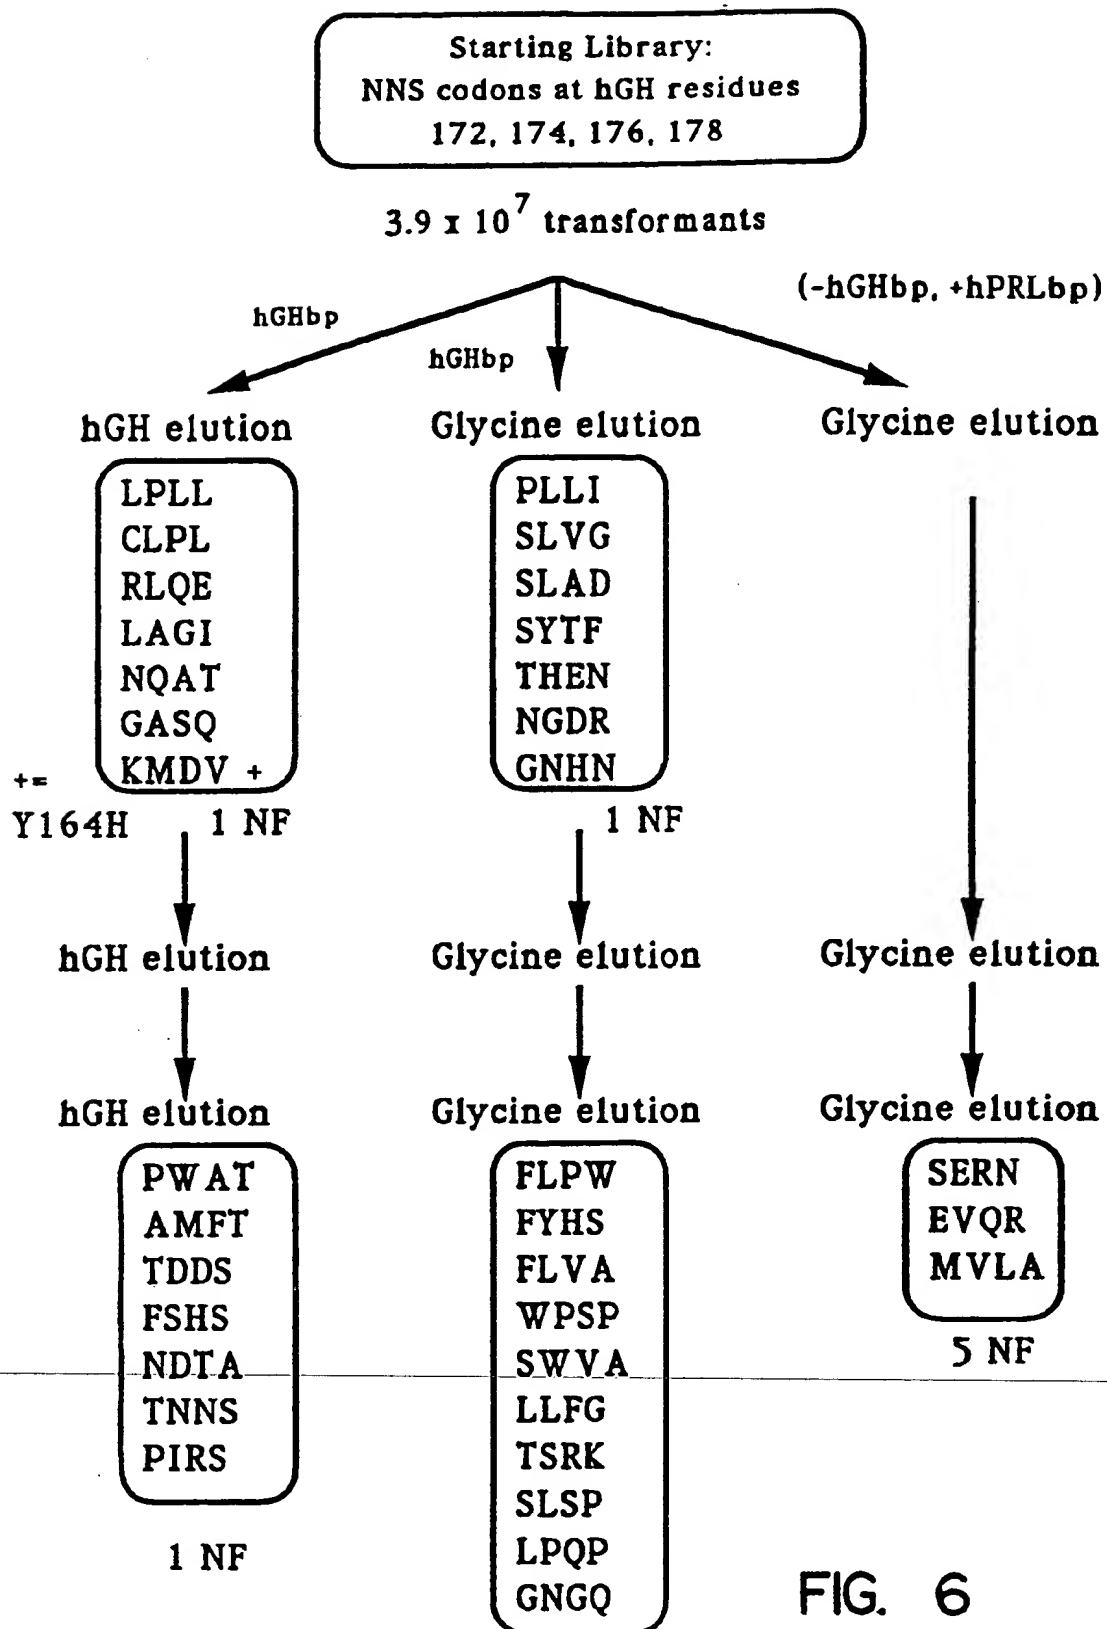 Starting Library:
NNS codons at hGH residues
172, 174, 176, 178
3.9 x 10^7 transformants
(-hGHbp, +hPRLbp)
hGHbp
hGHbp
hGH elution
LPLL
CLPL
RLQE
LAGI
NQAT
GASQ
KMDV +
+=
Y164H
1 NF
Glycine elution
PLLI
SLVG
SLAD
SYTF
THEN
NGDR
GNHN
1 NF
Glycine elution
hGH elution
Glycine elution
Glycine elution
hGH elution
PWAT
AMFT
TDDS
FSHS
NDTA
TNNS
PIRS
1 NF
Glycine elution
FLPW
FYHS
FLVA
WPSP
SWVA
LLFG
TSRK
SLSP
LPQP
GNGQ
Glycine elution
SERN
EVQR
MVLA
5 NF
FIG. 6